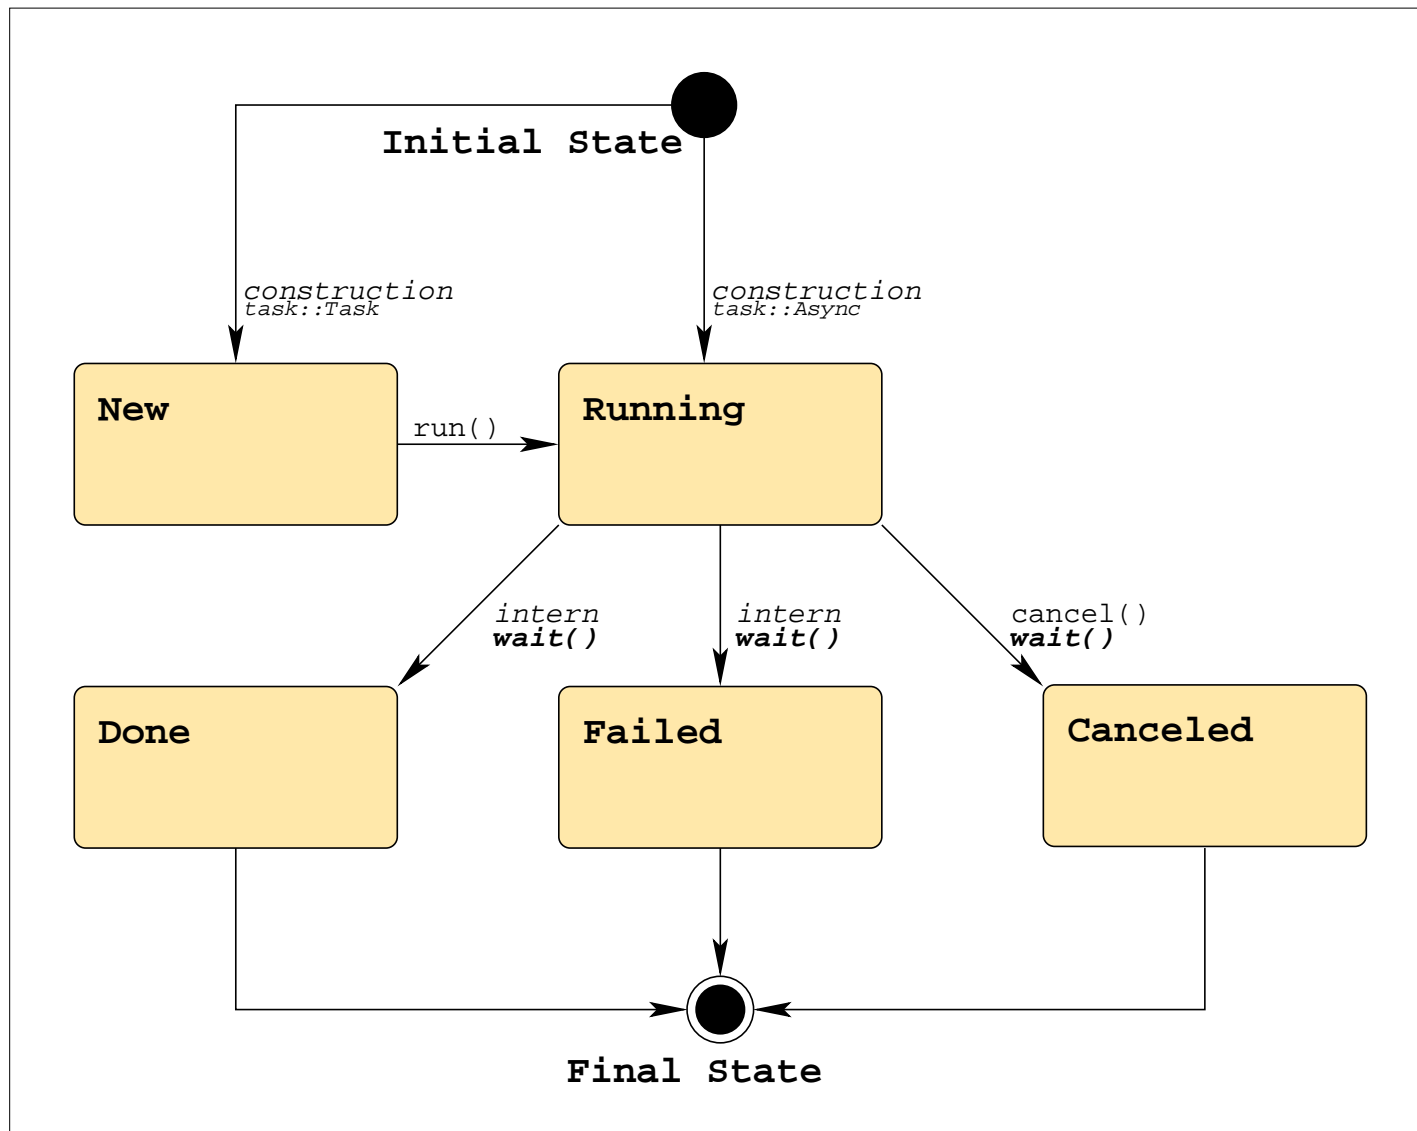 Initial State
construction
task::Task
construction
task::Async
New
run()
Running
intern
wait()
intern
wait()
cancel()
wait()
Done
Failed
Canceled
Final State